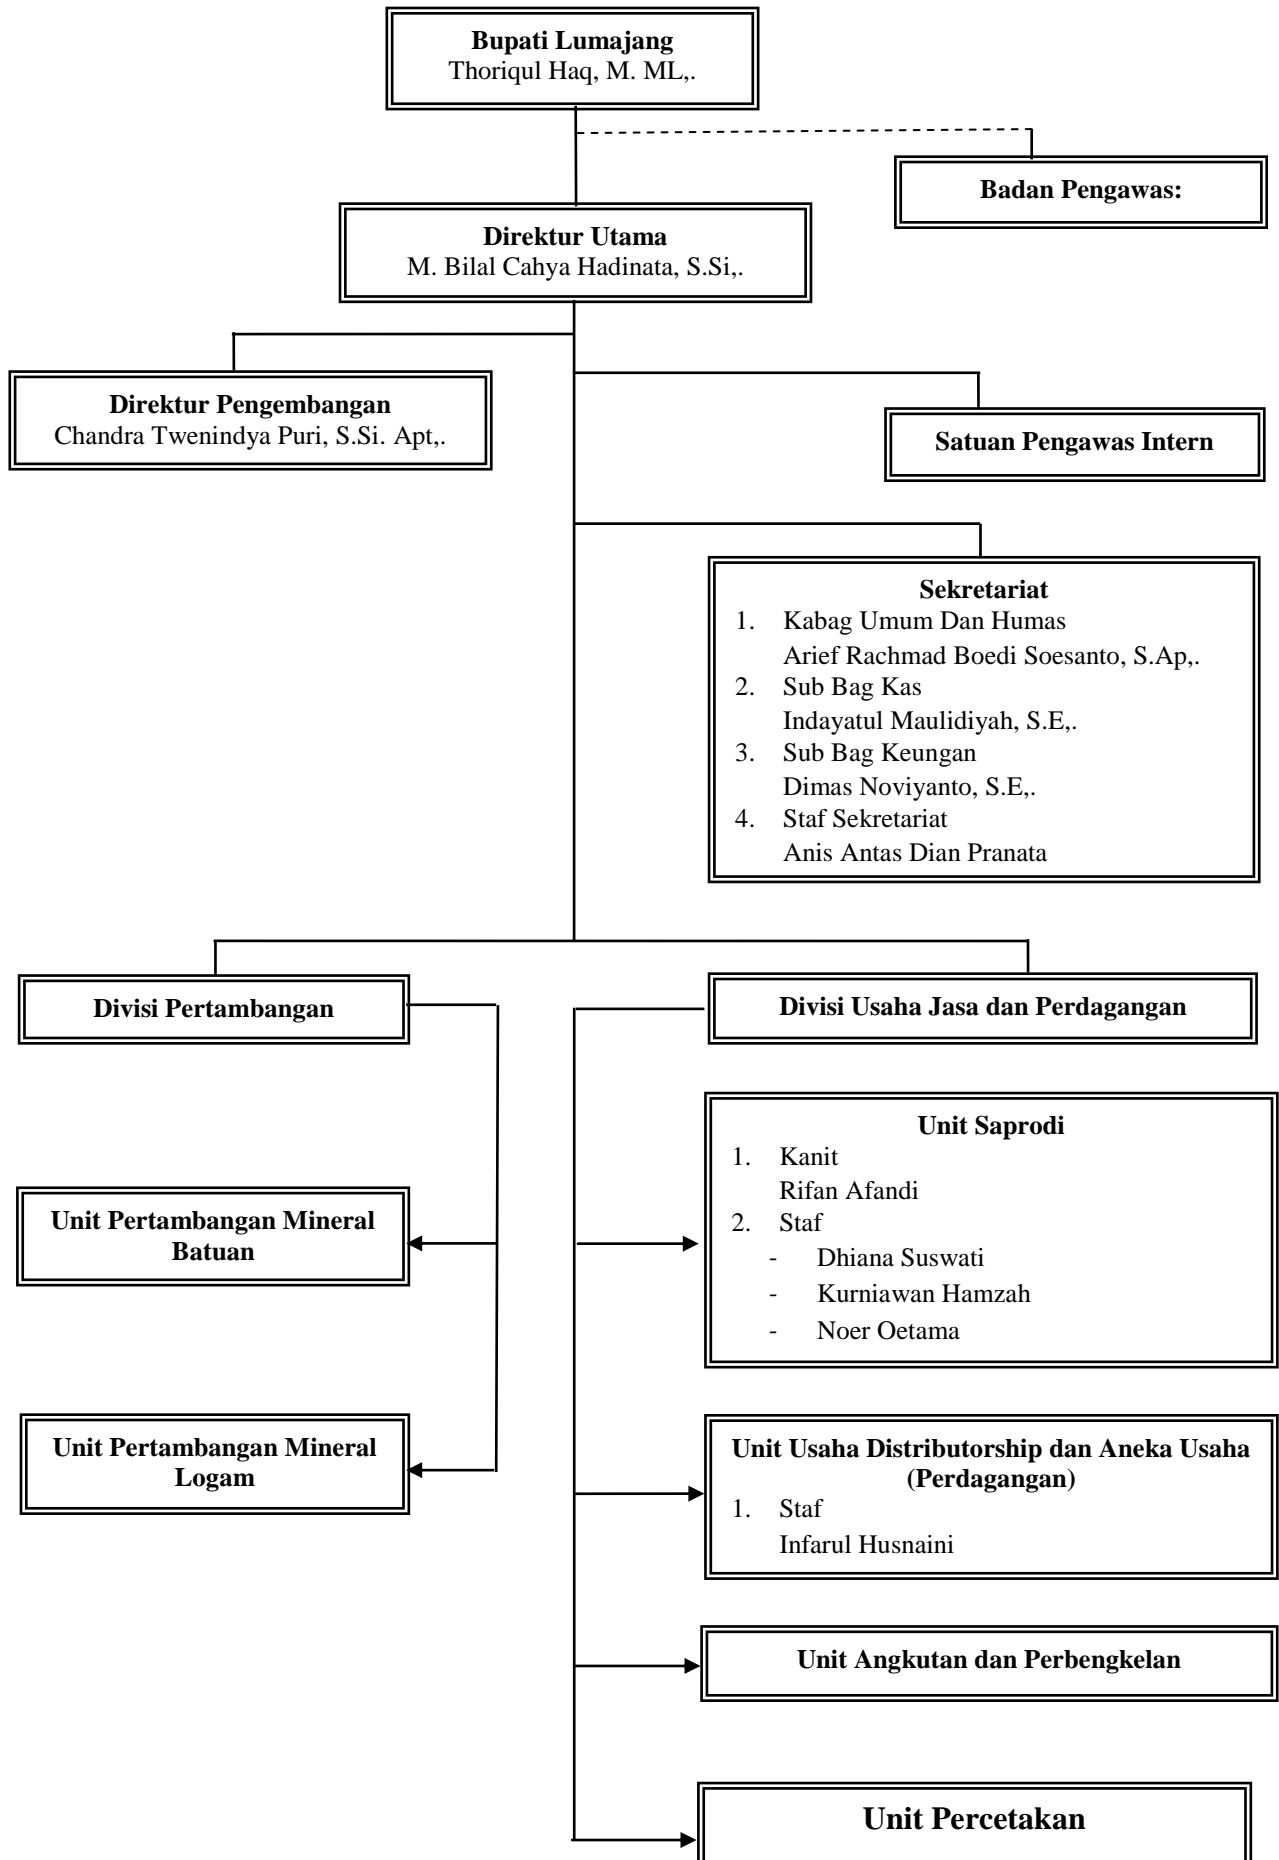 Bupati Lumajang
Thoriqul Haq, M. ML,.
Badan Pengawas:
Direktur Utama
M. Bilal Cahya Hadinata, S.Si,.
Direktur Pengembangan
Chandra Twenindya Puri, S.Si. Apt,.
Satuan Pengawas Intern
Sekretariat
1. Kabag Umum Dan Humas
Arief Rachmad Boedi Soesanto, S.Ap,.
2. Sub Bag Kas
Indayatul Maulidiyah, S.E,.
3. Sub Bag Keungan
Dimas Noviyanto, S.E,.
4. Staf Sekretariat
Anis Antas Dian Pranata
Divisi Pertambangan
Divisi Usaha Jasa dan Perdagangan
Unit Saprodi
1. Kanit
Rifan Afandi
2. Staf
- Dhiana Suswati
- Kurniawan Hamzah
- Noer Oetama
Unit Pertambangan Mineral
Batuan
Unit Pertambangan Mineral
Logam
Unit Usaha Distributorship dan Aneka Usaha
(Perdagangan)
1. Staf
Infarul Husnaini
Unit Angkutan dan Perbengkelan
Unit Percetakan